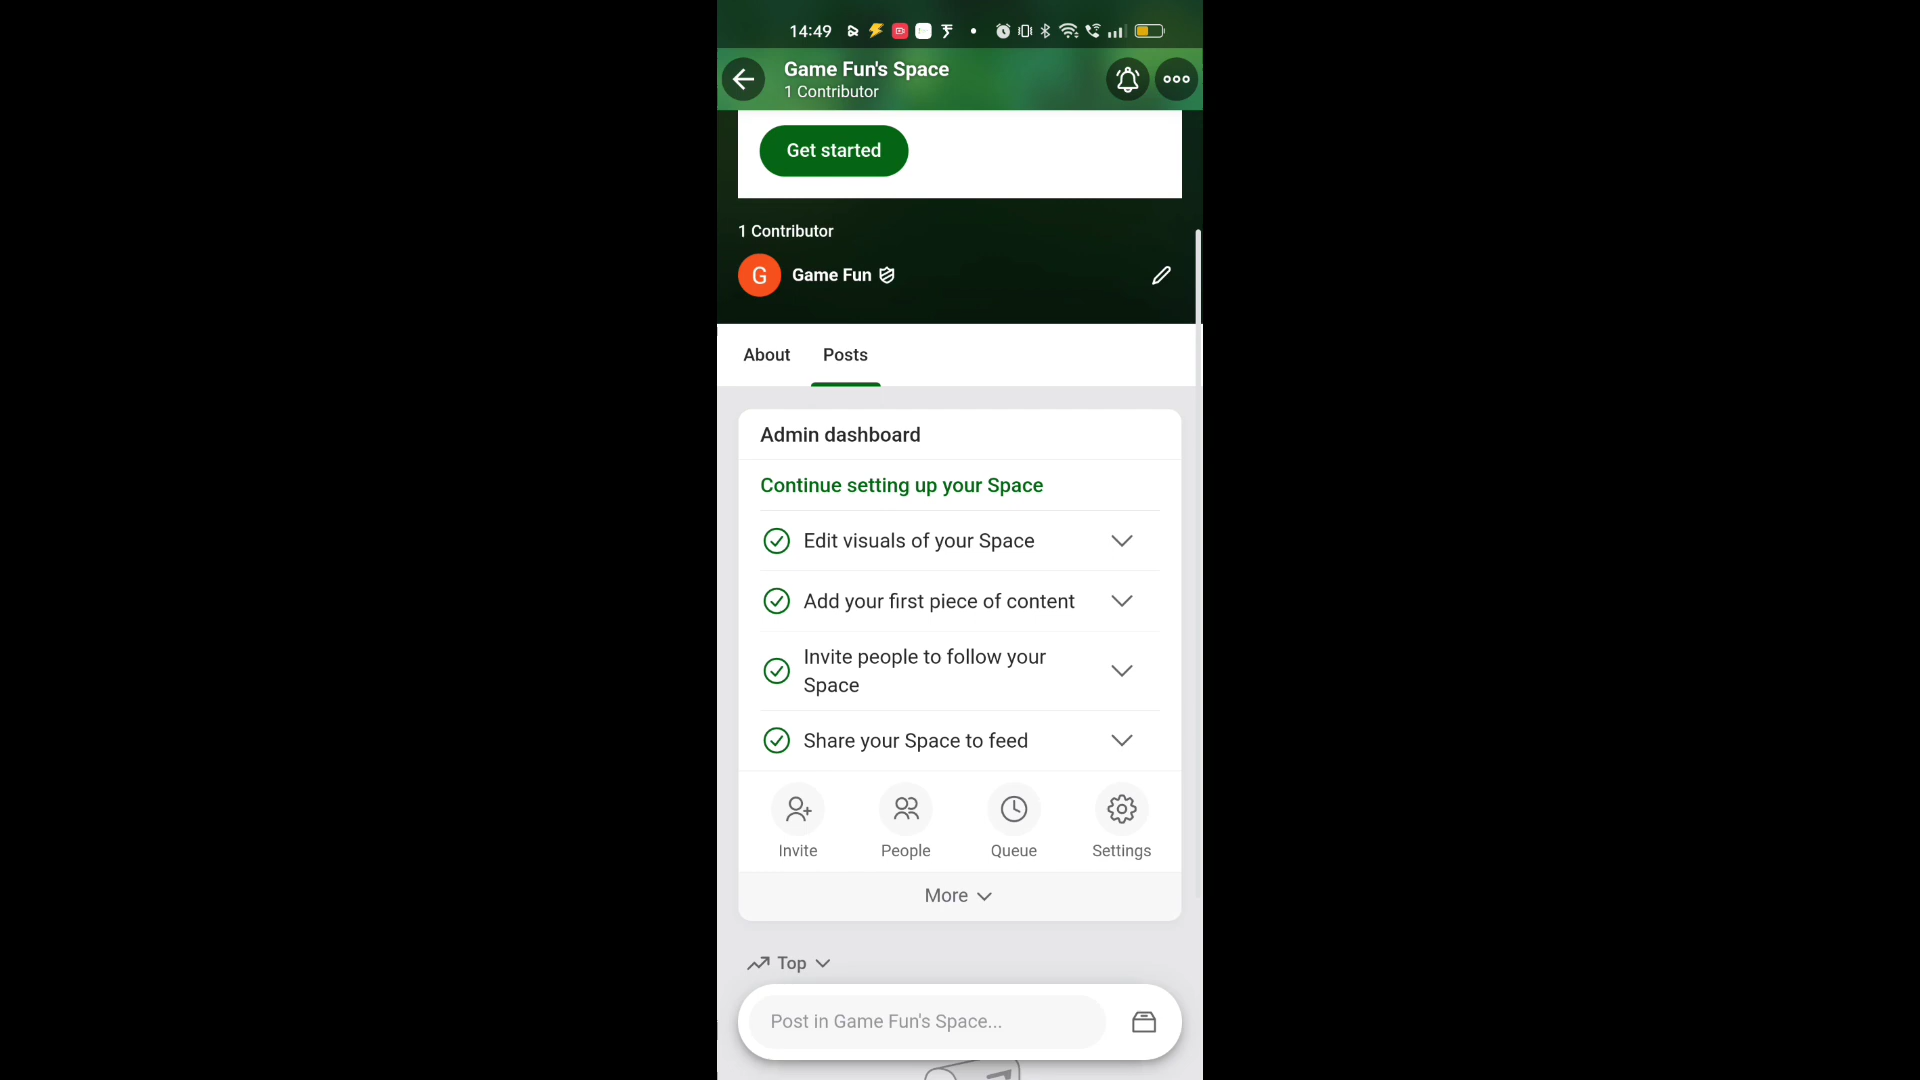 14:49
Game Fun's Space
1 Contributor
Get started
1 Contributor
G
Game Fun
About
Posts
Admin dashboard
Continue setting up your Space
Edit visuals of your Space
Add your first piece of content
Invite people to follow your
Space
Share your Space to feed
Invite
People
Queue
Settings
More
Top
Post in Game Fun's Space...